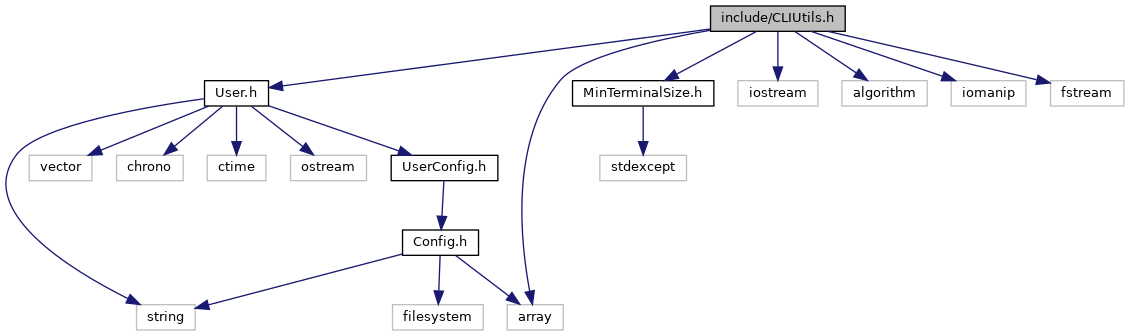 include/CLIUtils.h
User.h
MinTerminalSize.h
iostream
algorithm
iomanip
fstream
vector
chrono
ctime
ostream
UserConfig.h
stdexcept
Config.h
string
filesystem
array